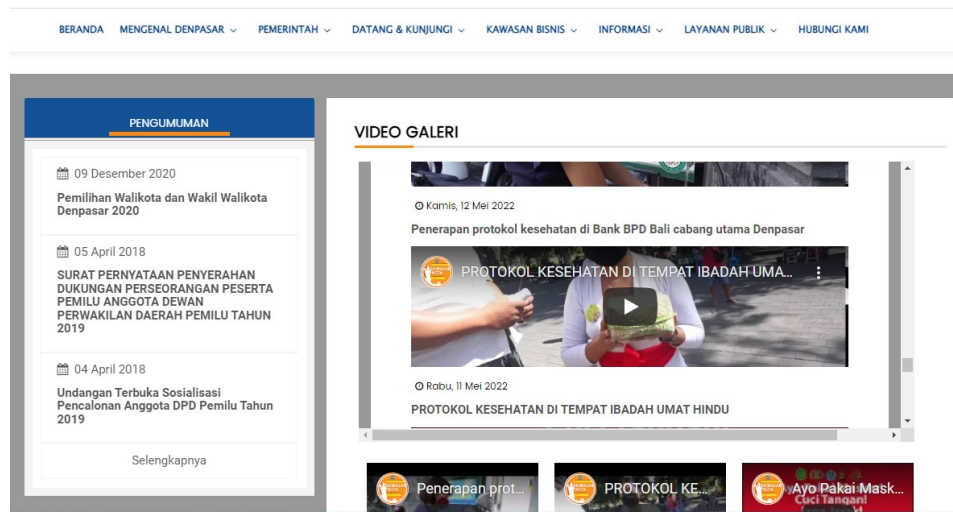 BERANDA MENGENAL DENPASAR PEMERINTAH DATANG & KUNJUNGI KAWASAN BISNIS INFORMASI LAYANAN PUBLIK HUBUNGI KAMI
PENGUMUMAN
09 Desember 2020
Pemilihan Walikota dan Wakil Walikota
Denpasar 2020
05 April 2018
SURAT PERNYATAAN PENYERAHAN
DUKUNGAN PERSEORANGAN PESERTA
PEMILU ANGGOTA DEWAN
PERWAKILAN DAERAH PEMILU TAHUN
2019
04 April 2018
Undangan Terbuka Sosialisasi
Pencalonan Anggota DPD Pemilu Tahun
2019
Selengkapnya
VIDEO GALERI
Kamis, 12 Mei 2022
Penerapan protokol kesehatan di Bank BPD Bali cabang utama Denpasar
PROTOKOL KESEHATAN DI TEMPAT IBADAH UMA...
Rabu, 11 Mei 2022
PROTOKOL KESEHATAN DI TEMPAT IBADAH UMAT HINDU
Penerapan prot...
PROTOKOL KE...
Ayo Pakai Mask...
Cuci Tangan!